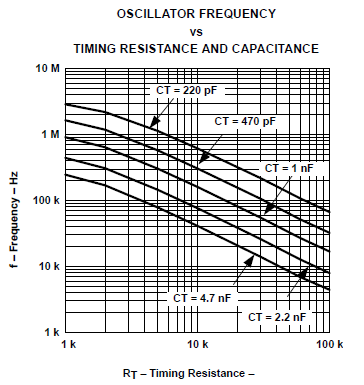 OSCILLATOR FREQUENCY
vs
TIMING RESISTANCE AND CAPACITANCE
10 M
CT = 220 pF
CT = 470 pF
1 M
CT = 1 nF
100 k
f – Frequency – Hz
10 k
CT = 4.7 nF
CT = 2.2 nF
1 k
1 k
10 k
100 k
RT – Timing Resistance –